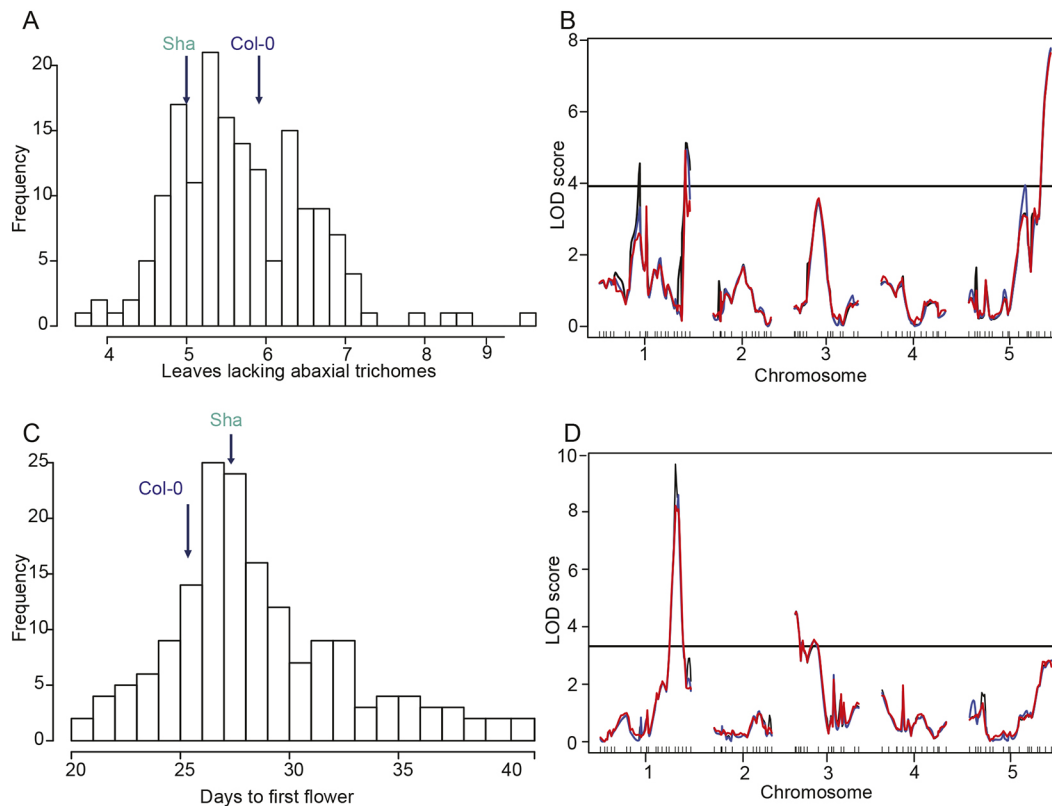 A
Sha
Col-0
Frequency
20
15
10
5
0
4
5
6
7
8
9
Leaves lacking abaxial trichomes
B
LOD score
8
6
4
2
0
1
2
3
4
5
Chromosome
C
Sha
Col-0
Frequency
25
20
15
10
5
0
20
25
30
35
40
Days to first flower
D
LOD score
10
8
6
4
2
0
1
2
3
4
5
Chromosome